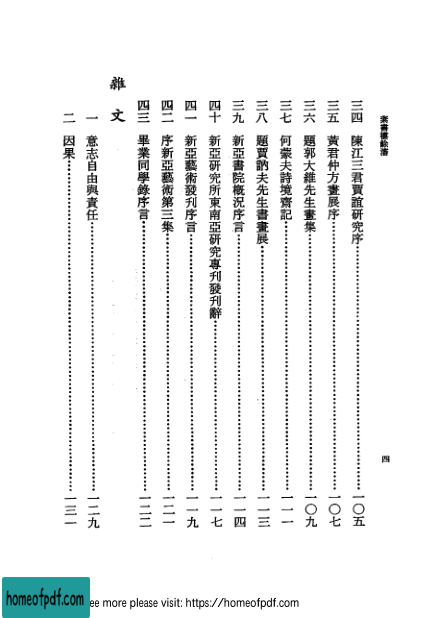 素書樓餘瀋
四
三四 陳江三君賈誼研究序…………一〇五
三五 黃君仲方畫展序…………一〇七
三六 題郭大維先生畫集…………一〇九
三七 何蒙夫詩境齋記…………一一一
三八 題賈訥夫先生書畫展…………一一三
三九 新亞書院概況序言…………一一四
四十 新亞研究所東南亞研究專刊發刊辭…………一一七
四一 新亞藝術發刊序言…………一一九
四二 序新亞藝術第三集…………一二一
四三 畢業同學錄序言…………一二二
雜文
一 意志自由與責任…………一二九
二 因果…………一三一
homeofpdf.com
ee more please visit: https://homeofpdf.com